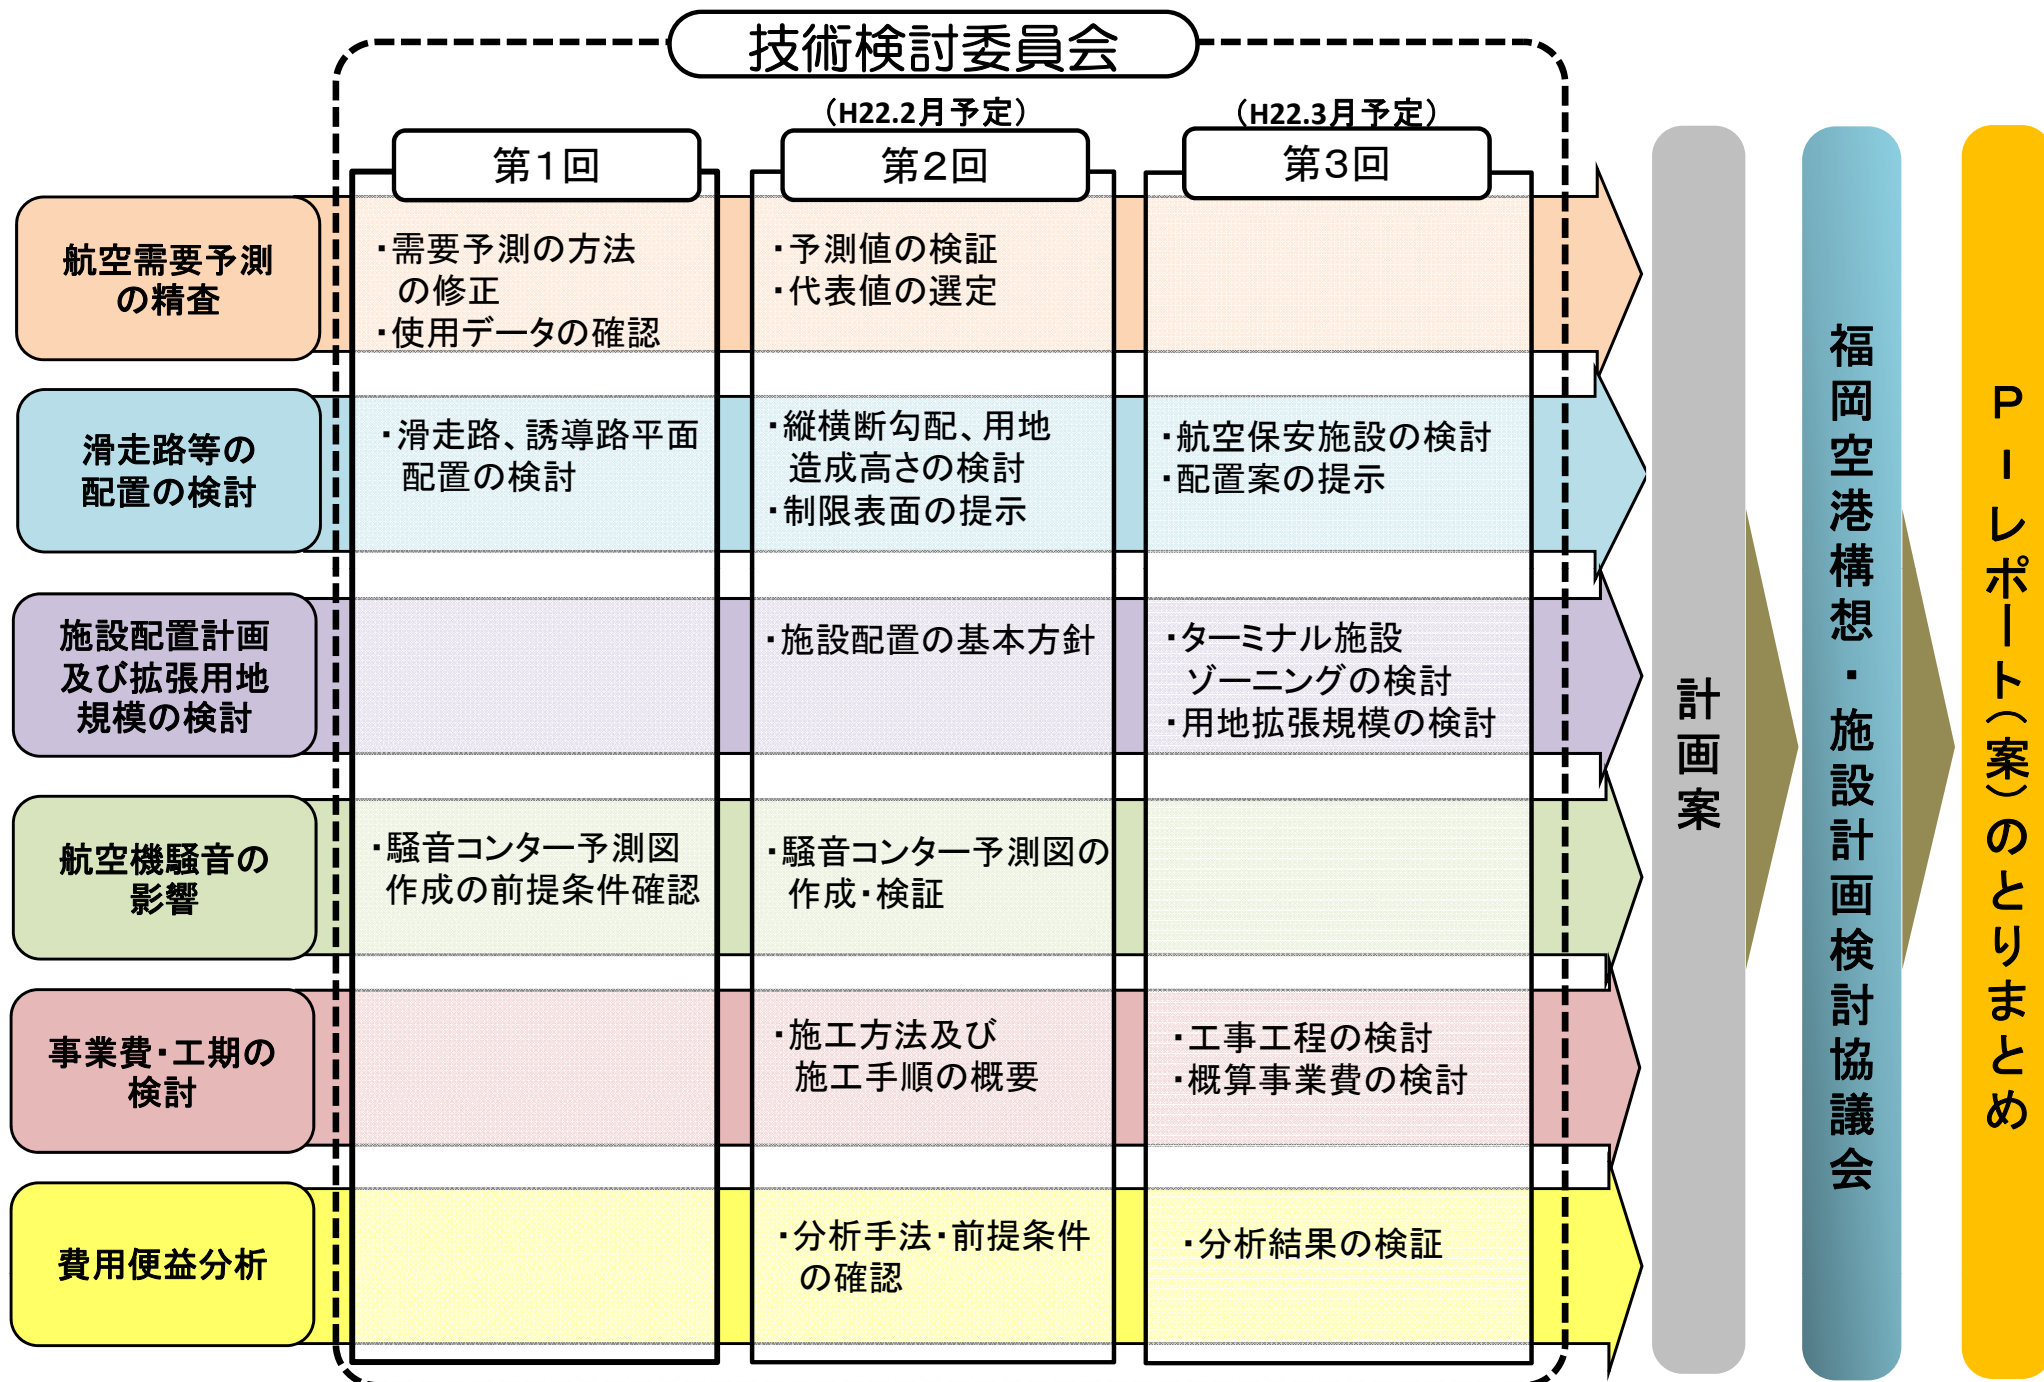 技術検討委員会
（H22.2月予定）
（H22.3月予定）
第1回
第2回
第3回
航空需要予測
の精査
・需要予測の方法
の修正
・使用データの確認
・予測値の検証
・代表値の選定
滑走路等の
配置の検討
・滑走路、誘導路平面
配置の検討
・縦横断勾配、用地
造成高さの検討
・制限表面の提示
・航空保安施設の検討
・配置案の提示
施設配置計画
及び拡張用地
規模の検討
・施設配置の基本方針
・ターミナル施設
ゾーニングの検討
・用地拡張規模の検討
航空機騒音の
影響
・騒音コンター予測図
作成の前提条件確認
・騒音コンター予測図の
作成・検証
事業費・工期の
検討
・施工方法及び
施工手順の概要
・工事工程の検討
・概算事業費の検討
費用便益分析
・分析手法・前提条件
の確認
・分析結果の検証
計画案
福岡空港構想・施設計画検討協議会
PIレポート（案）のとりまとめ